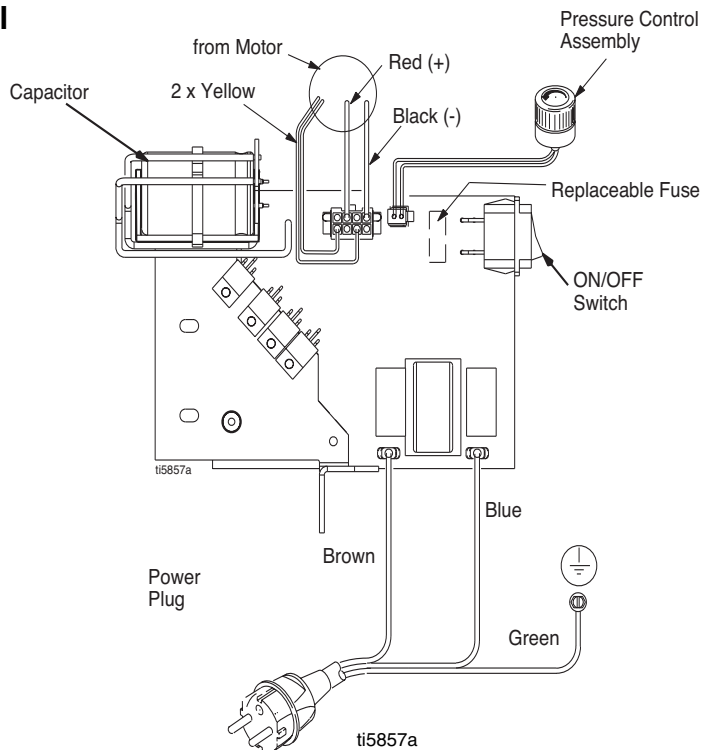 l
Pressure Control
Assembly
from Motor
Red (+)
Capacitor
2 x Yellow
Black (-)
Replaceable Fuse
ON/OFF
Switch
ti5857a
Blue
Brown
Power
Plug
Green
ti5857a